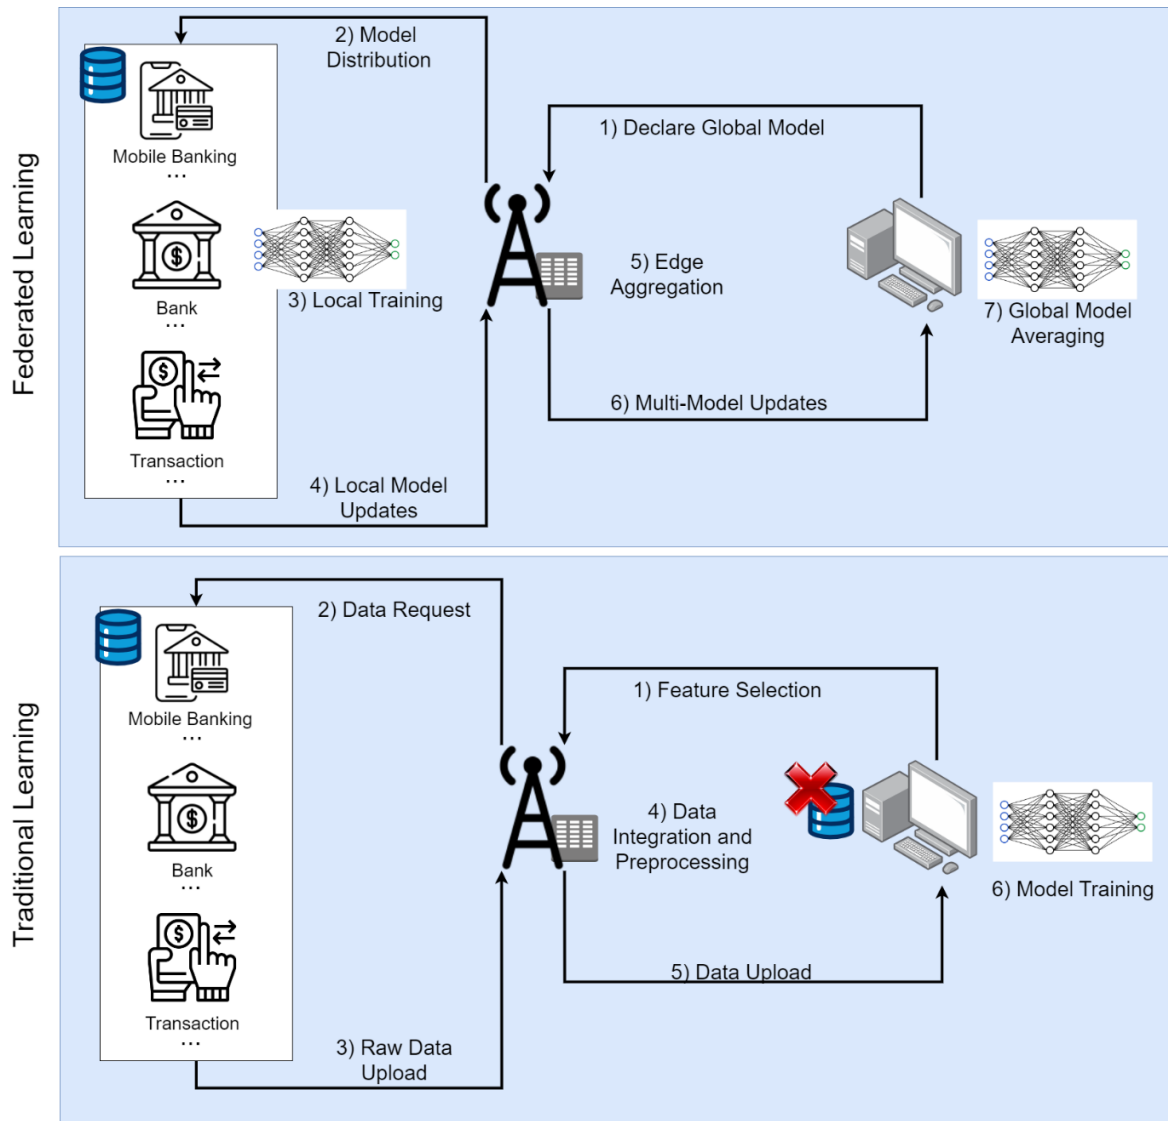 Federated Learning
2) Model
Distribution
1) Declare Global Model
Mobile Banking
...
Bank
...
Transaction
...
3) Local Training
5) Edge
Aggregation
7) Global Model
Averaging
6) Multi-Model Updates
4) Local Model
Updates
Traditional Learning
2) Data Request
1) Feature Selection
Mobile Banking
...
Bank
...
Transaction
...
4) Data
Integration and
Preprocessing
6) Model Training
5) Data Upload
3) Raw Data
Upload